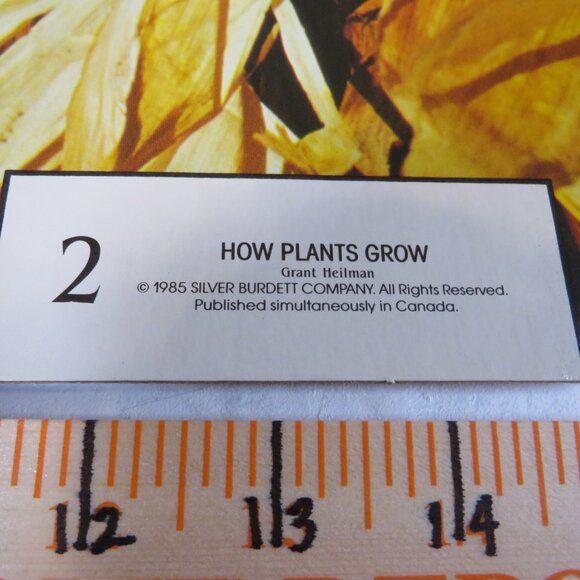 2
HOW PLANTS GROW
Grant Heilman
© 1985 SILVER BURDETT COMPANY. All Rights Reserved.
Published simultaneously in Canada.
12 13 14